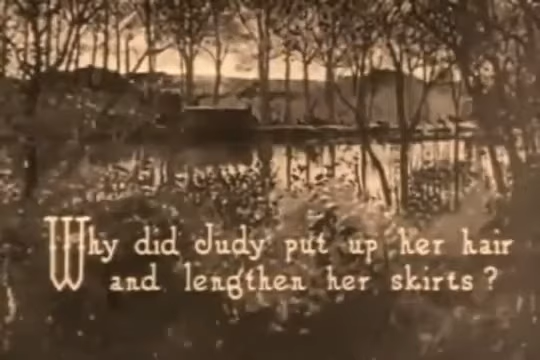 Why did Judy put up her hair
and lengthen her skirts?